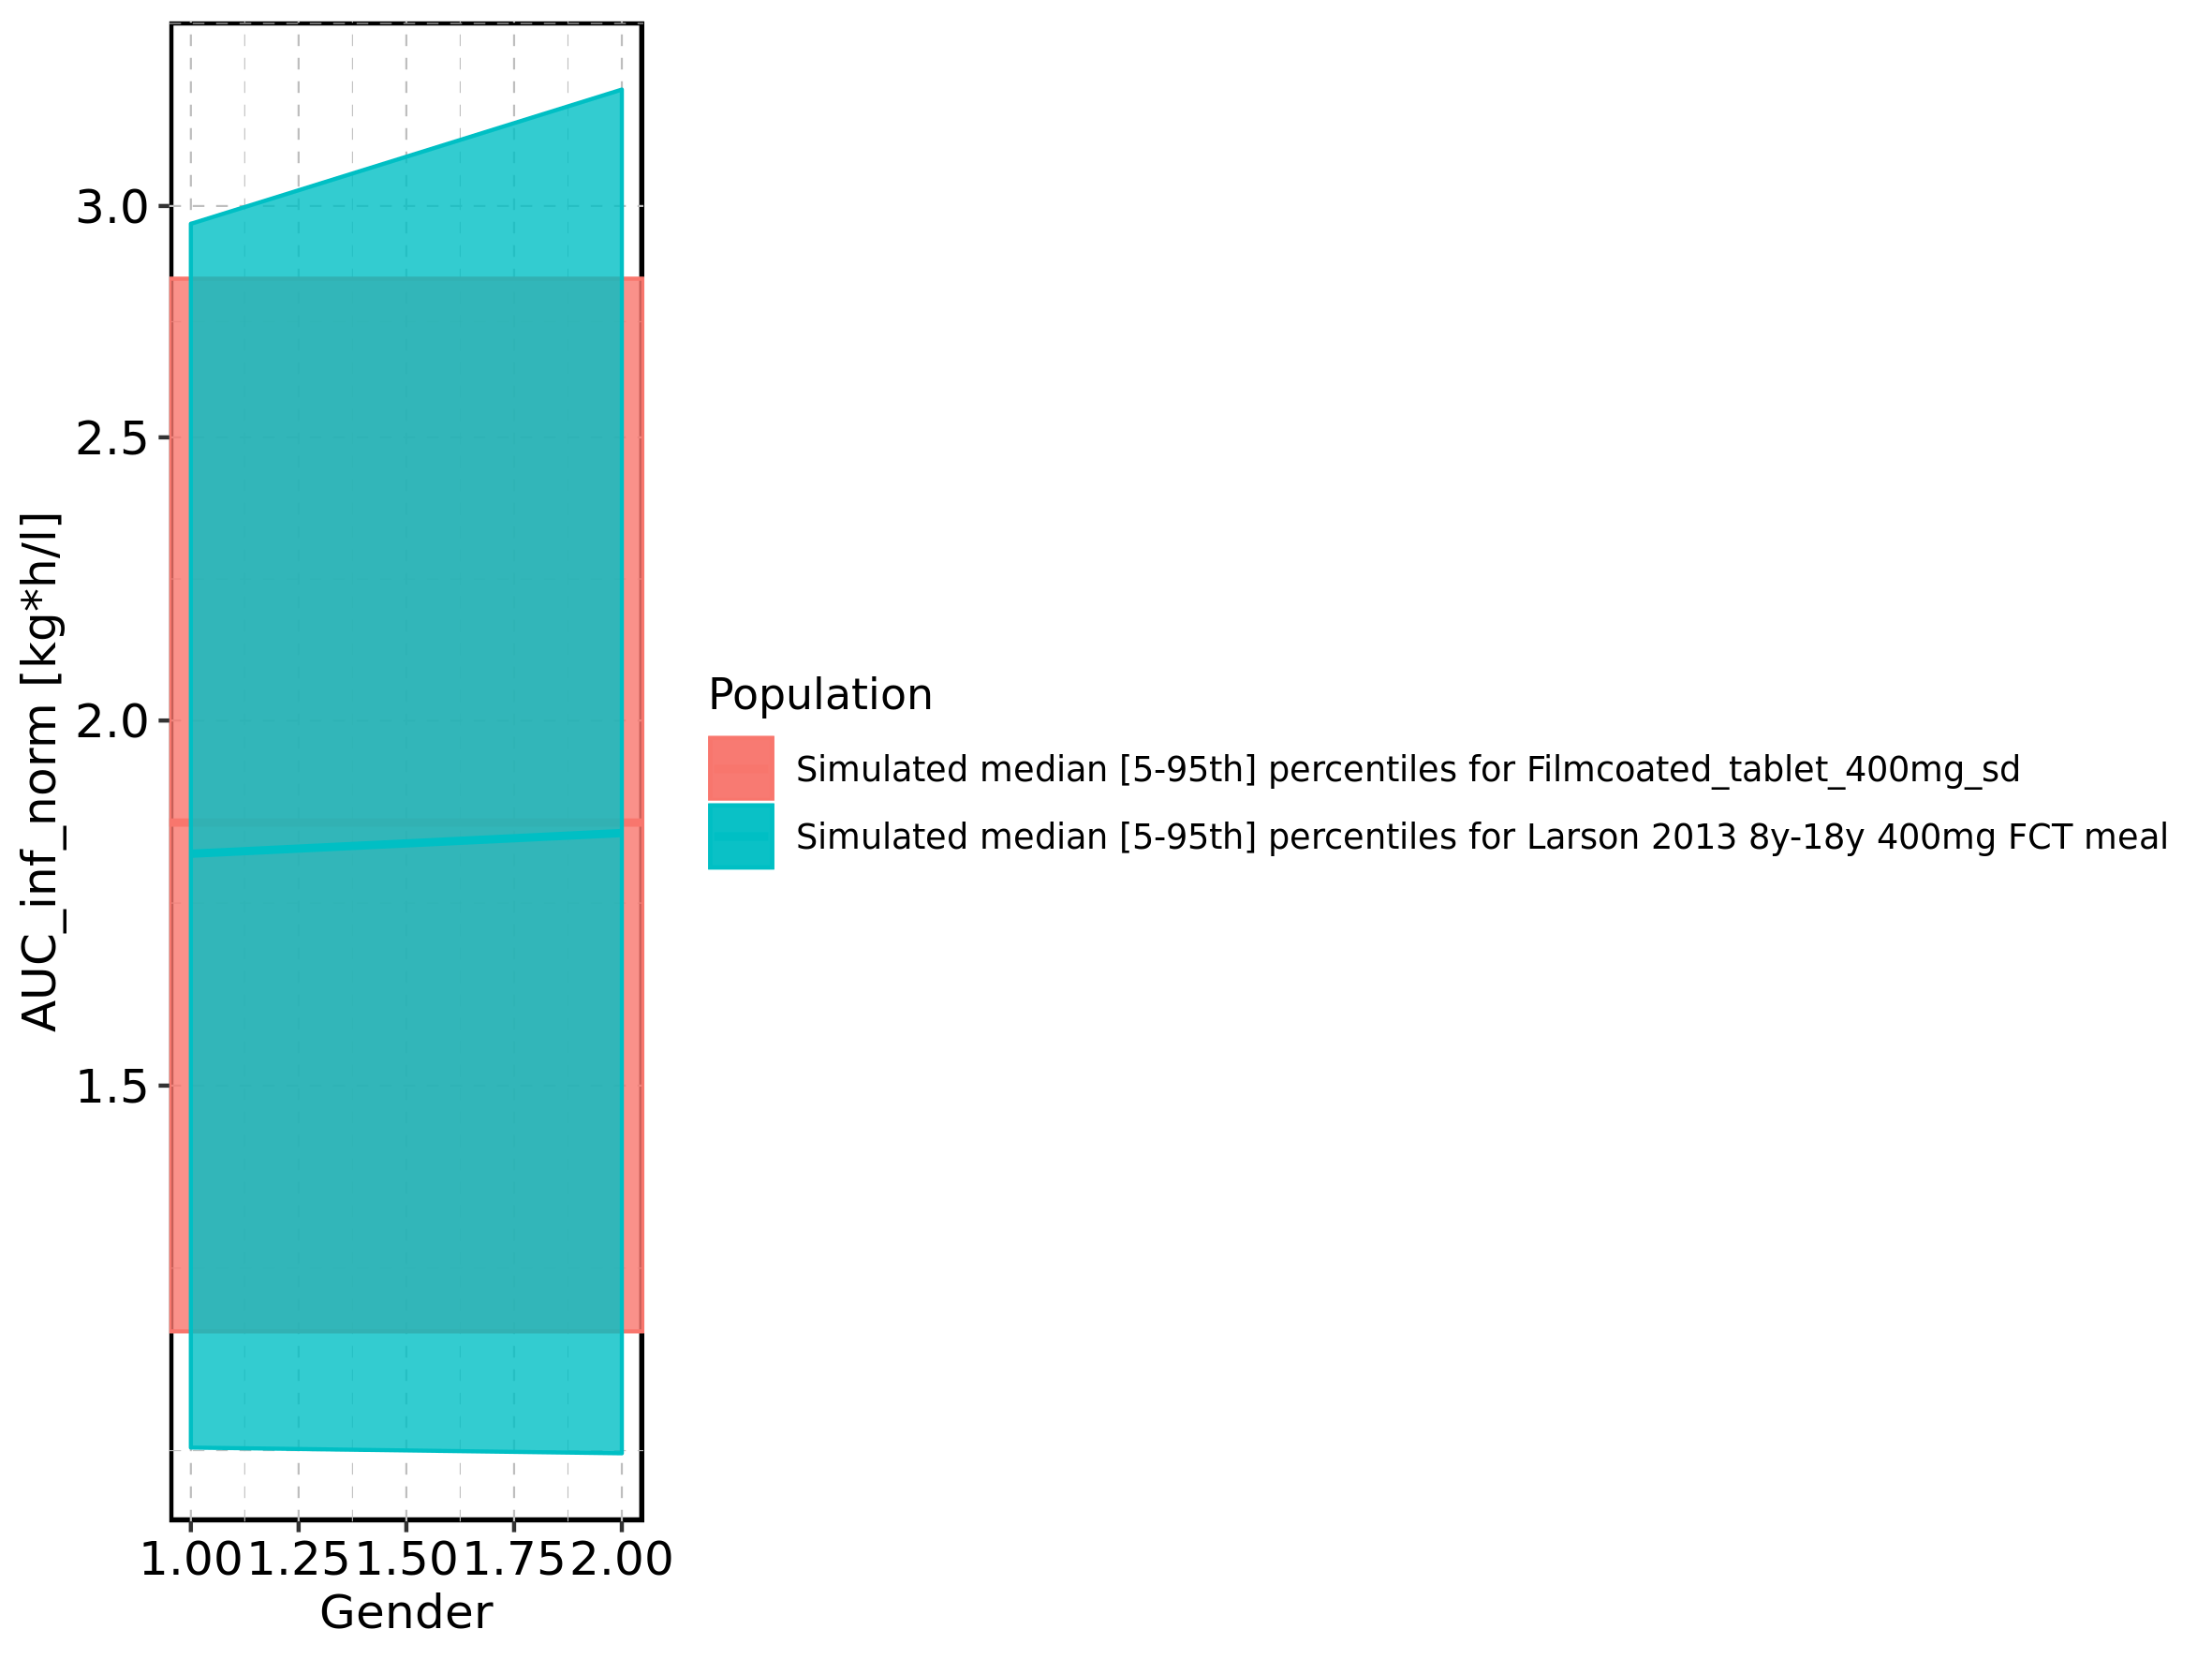 3.0
2.5
2.0
1.5
AUC_inf_norm [kg*h/l]
1.00 1.25 1.50 1.75 2.00
Gender
Population
Simulated median [5-95th] percentiles for Filmcoated_tablet_400mg_sd
Simulated median [5-95th] percentiles for Larson 2013 8y-18y 400mg FCT meal